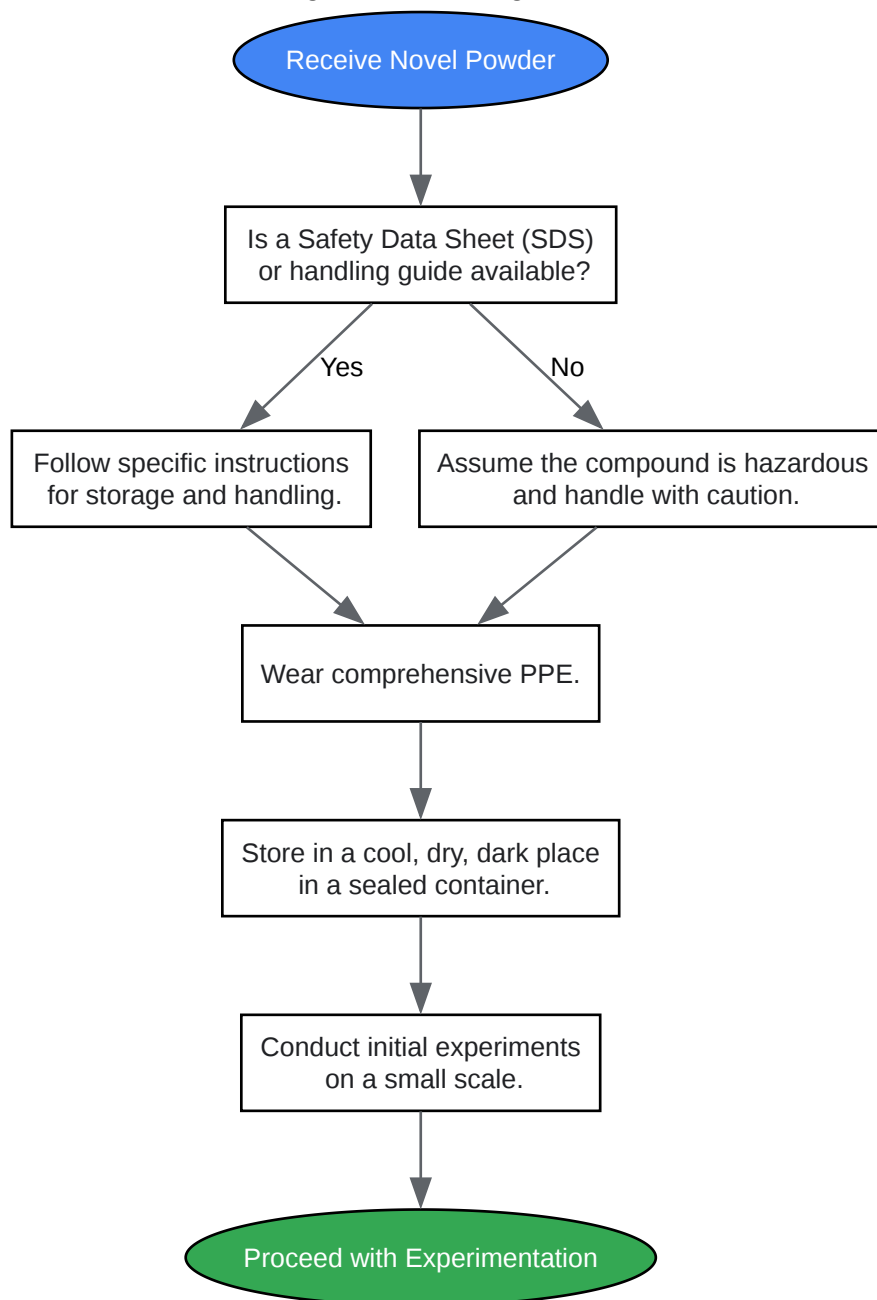 Receive Novel Powder
Is a Safety Data Sheet (SDS)
or handling guide available?
Yes
No
Follow specific instructions
for storage and handling.
Assume the compound is hazardous
and handle with caution.
Wear comprehensive PPE.
Store in a cool, dry, dark place
in a sealed container.
Conduct initial experiments
on a small scale.
Proceed with Experimentation